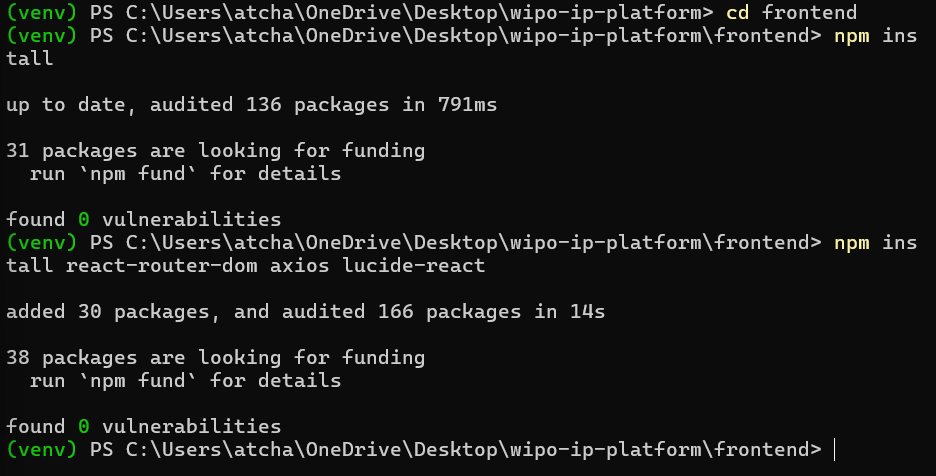 (venv) PS C:\Users\atcha\OneDrive\Desktop\wipo-ip-platform> cd frontend
(venv) PS C:\Users\atcha\OneDrive\Desktop\wipo-ip-platform\frontend> npm ins
tall
up to date, audited 136 packages in 791ms
31 packages are looking for funding
  run `npm fund` for details
found 0 vulnerabilities
(venv) PS C:\Users\atcha\OneDrive\Desktop\wipo-ip-platform\frontend> npm ins
tall react-router-dom axios lucide-react
added 30 packages, and audited 166 packages in 14s
38 packages are looking for funding
  run `npm fund` for details
found 0 vulnerabilities
(venv) PS C:\Users\atcha\OneDrive\Desktop\wipo-ip-platform\frontend>